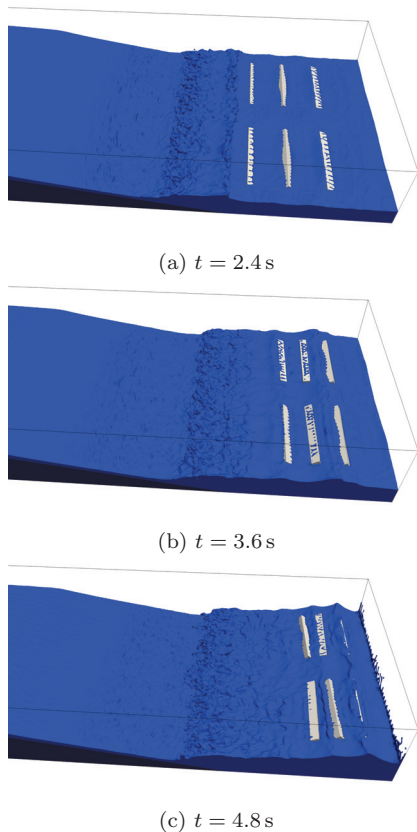 (a) t = 2.4 s
(b) t = 3.6 s
(c) t = 4.8 s